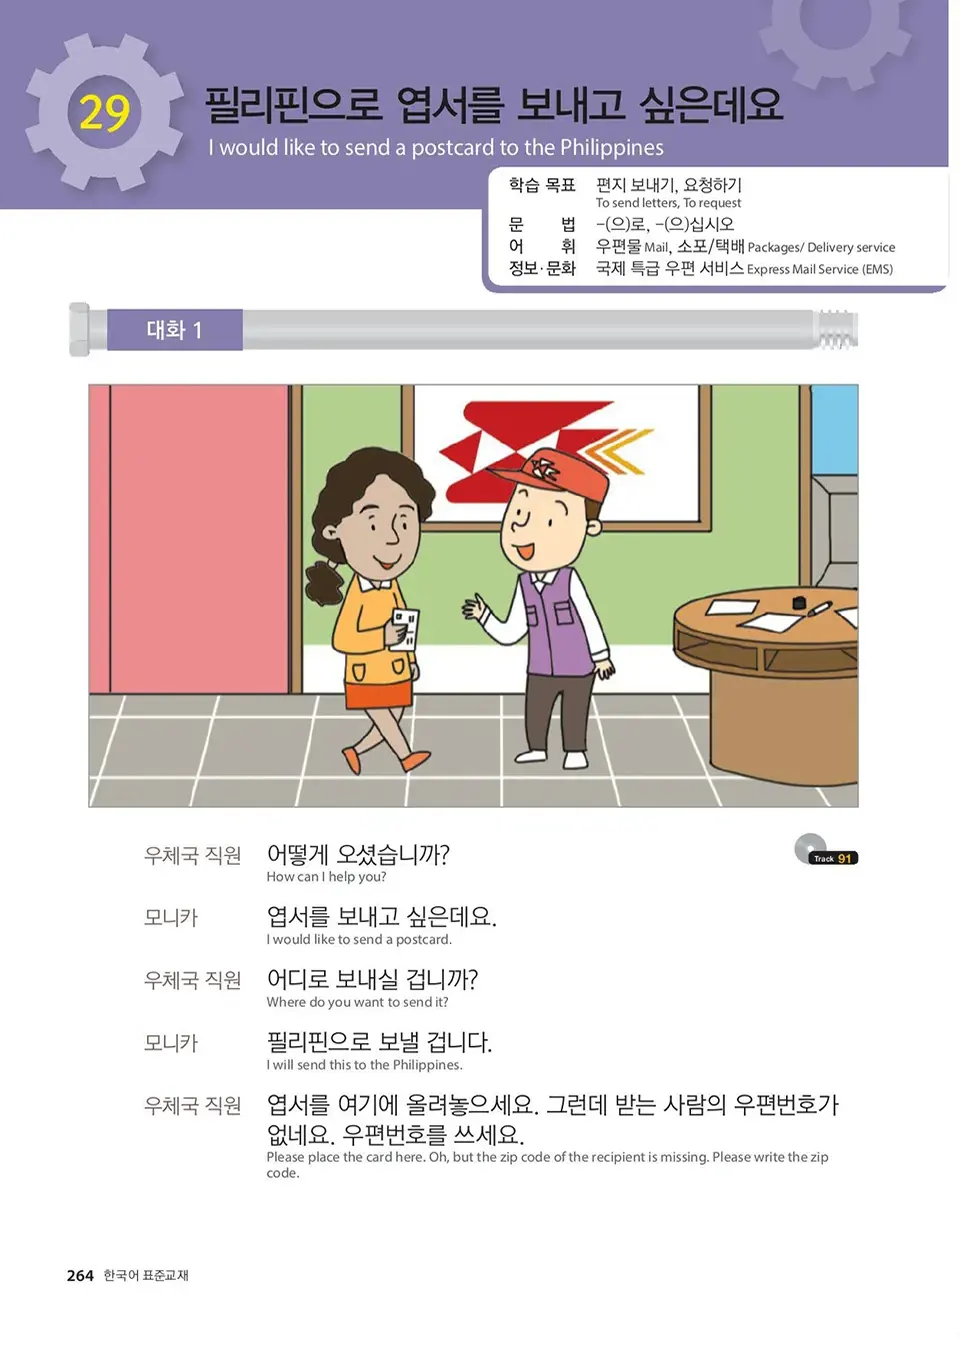 29
필리핀으로 엽서를 보내고 싶은데요
I would like to send a postcard to the Philippines
학습 목표 편지 보내기, 요청하기
To send letters, To request
문 법 -(으)로, -(으)십시오
어 휘 우편물 Mail, 소포/택배 Packages/ Delivery service
정보·문화 국제 특급 우편 서비스 Express Mail Service (EMS)
대화 1
우체국 직원 어떻게 오셨습니까?
How can I help you?
Track 91
모니카 엽서를 보내고 싶은데요.
I would like to send a postcard.
우체국 직원 어디로 보내실 겁니까?
Where do you want to send it?
모니카 필리핀으로 보낼 겁니다.
I will send this to the Philippines.
우체국 직원 엽서를 여기에 올려놓으세요. 그런데 받는 사람의 우편번호가
없네요. 우편번호를 쓰세요.
Please place the card here. Oh, but the zip code of the recipient is missing. Please write the zip
code.
264 한국어 표준교재